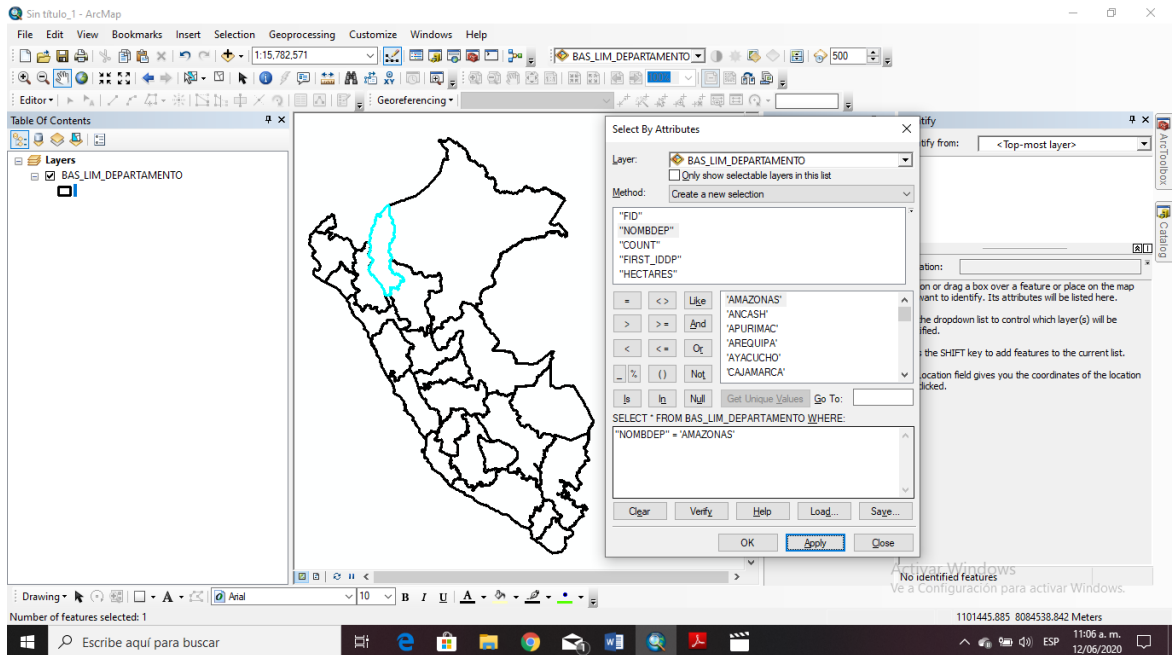 Sin título_1 - ArcMap
File Edit View Bookmarks Insert Selection Geoprocessing Customize Windows Help
1:15,782,571
BAS_LIM_DEPARTAMENTO
500
Editor
Georeferencing
Table Of Contents
Layers
BAS_LIM_DEPARTAMENTO
Select By Attributes
Layer: BAS_LIM_DEPARTAMENTO
Only show selectable layers in this list
Method: Create a new selection
"FID"
"NOMBDEP"
"COUNT"
"FIRST_IDDP"
"HECTARES"
= <> Like
> >= And
< <= Or
_ % () Not
Is In Null
'AMAZONAS'
'ANCASH'
'APURIMAC'
'AREQUIPA'
'AYACUCHO'
'CAJAMARCA'
Get Unique Values Go To:
SELECT * FROM BAS_LIM_DEPARTAMENTO WHERE:
"NOMBDEP" = 'AMAZONAS'
Clear Verify Help Load... Save...
OK Apply Close
tify
tify from: <Top-most layer>
ation:
on or drag a box over a feature or place on the map
want to identify. Its attributes will be listed here.
the dropdown list to control which layer(s) will be
ified.
the SHIFT key to add features to the current list.
ocation field gives you the coordinates of the location
clicked.
No identified features
ArcToolbox
Catalog
Activar Windows
Ve a Configuración para activar Windows.
Drawing A Arial 10 B I U A
Number of features selected: 1
1101445.885 8084538.842 Meters
Escribe aquí para buscar
ESP
11:06 a. m.
12/06/2020